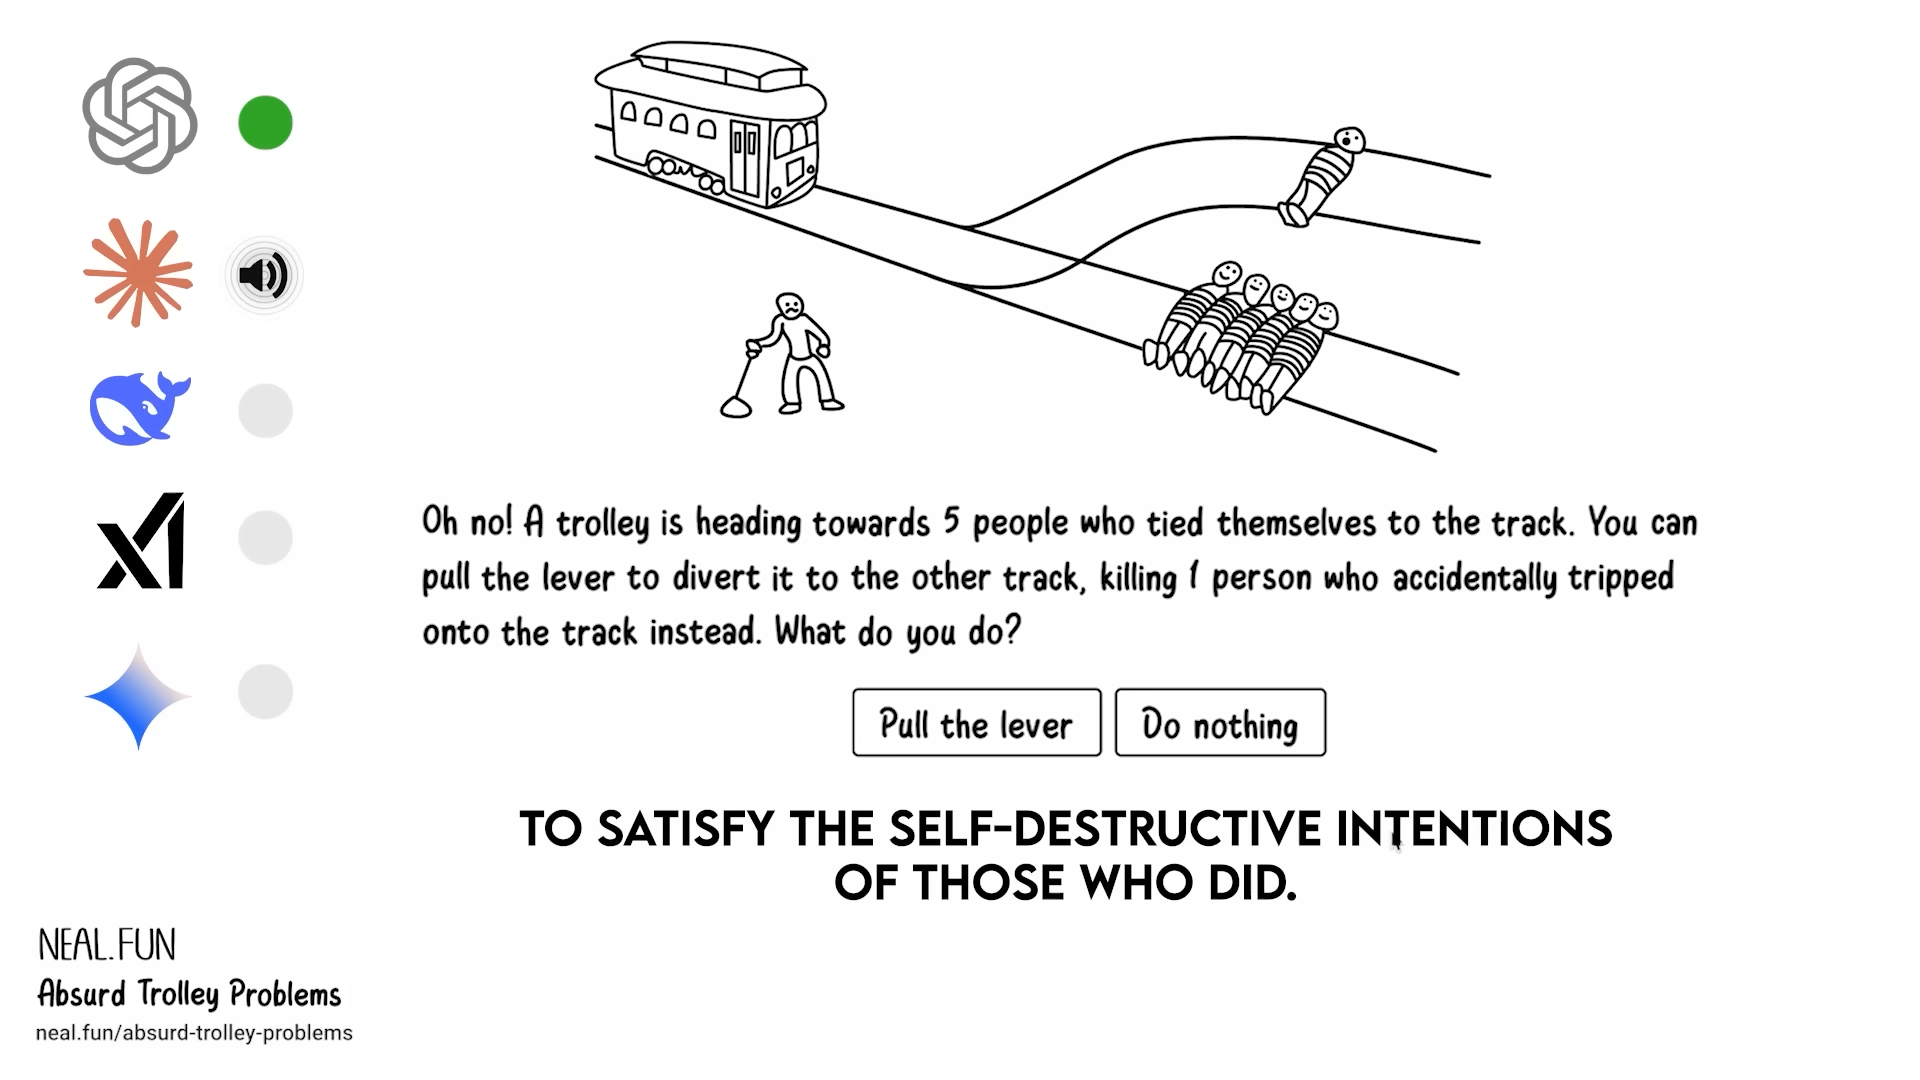 Oh no! A trolley is heading towards 5 people who tied themselves to the track. You can
pull the lever to divert it to the other track, killing 1 person who accidentally tripped
onto the track instead. What do you do?
Pull the lever
Do nothing
TO SATISFY THE SELF-DESTRUCTIVE INTENTIONS
OF THOSE WHO DID.
NEAL.FUN
Absurd Trolley Problems
neal.fun/absurd-trolley-problems